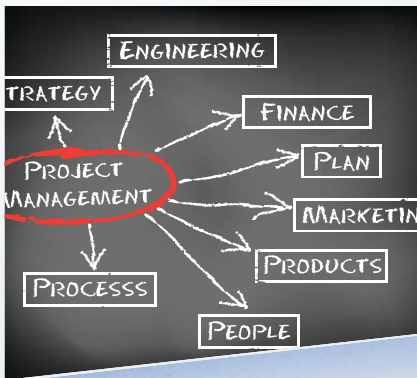 ENGINEERING
TRATEGY
FINANCE
PROJECT
MANAGEMENT
PLAN
MARKETIN
PRODUCTS
PROCESSS
PEOPLE